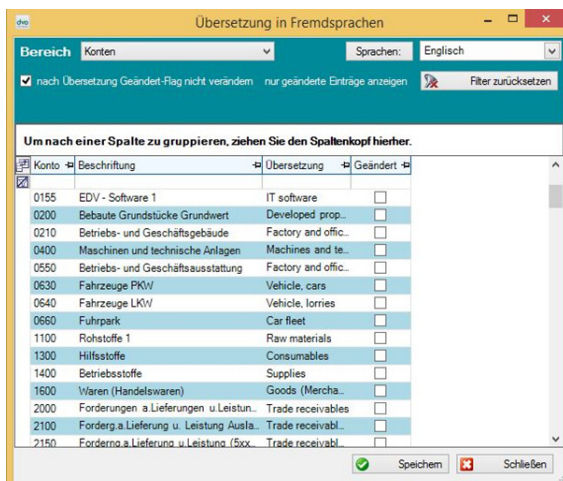 dvo Übersetzung in Fremdsprachen
Bereich Konten Sprachen: Englisch
nach Übersetzung Geändert-Flag nicht verändern nur geänderte Einträge anzeigen Filter zurücksetzen
Um nach einer Spalte zu gruppieren, ziehen Sie den Spaltenkopf hierher.
Konto Beschriftung Übersetzung Geändert
0155 EDV - Software 1 IT software
0200 Bebaute Grundstücke Grundwert Developed prop...
0210 Betriebs- und Geschäftsgebäude Factory and offic...
0400 Maschinen und technische Anlagen Machines and te...
0550 Betriebs- und Geschäftsausstattung Factory and offic...
0630 Fahrzeuge PKW Vehicle, cars
0640 Fahrzeuge LKW Vehicle, lorries
0660 Fuhrpark Car fleet
1100 Rohstoffe 1 Raw materials
1300 Hilfsstoffe Consumables
1400 Betriebsstoffe Supplies
1600 Waren (Handelswaren) Goods (Mercha...
2000 Forderungen a.Lieferungen u.Leistun... Trade receivables
2100 Forderg.a.Lieferung u. Leistung Ausla... Trade receivabl...
2150 Forderng.a.Lieferung u.Leistung (5xx... Trade receivabl...
Speichern Schließen